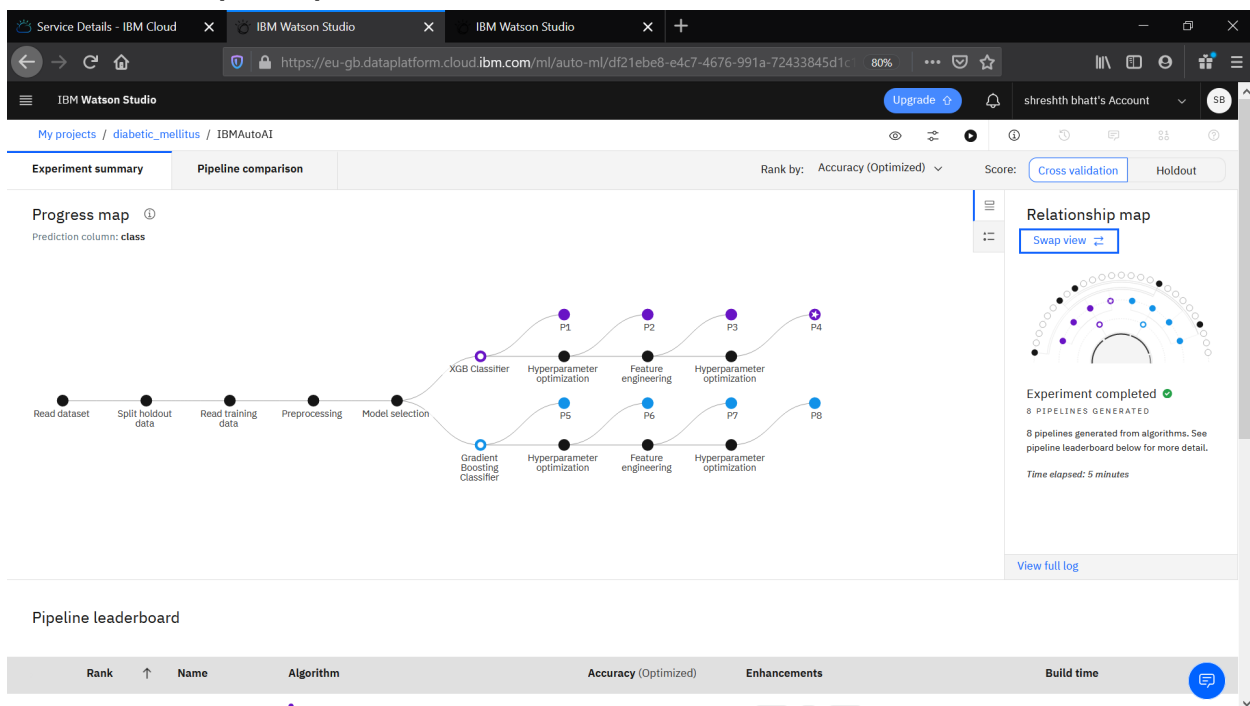 Service Details - IBM Cloud
IBM Watson Studio
IBM Watson Studio
https://eu-gb.dataplatform.cloud.ibm.com/ml/auto-ml/df21ebe8-e4c7-4676-991a-72433845d1c
80%
IBM Watson Studio
Upgrade
shreshth bhatt's Account
SB
My projects / diabetic_mellitus / IBMAutoAI
Experiment summary
Pipeline comparison
Rank by: Accuracy (Optimized)
Score: Cross validation Holdout
Progress map
Prediction column: class
Relationship map
Swap view
P1
P2
P3
P4
XGB Classifier
Hyperparameter optimization
Feature engineering
Hyperparameter optimization
Read dataset
Split holdout data
Read training data
Preprocessing
Model selection
P5
P6
P7
P8
Gradient Boosting Classifier
Hyperparameter optimization
Feature engineering
Hyperparameter optimization
Experiment completed
8 PIPELINES GENERATED
8 pipelines generated from algorithms. See
pipeline leaderboard below for more detail.
Time elapsed: 5 minutes
View full log
Pipeline leaderboard
Rank
Name
Algorithm
Accuracy (Optimized)
Enhancements
Build time